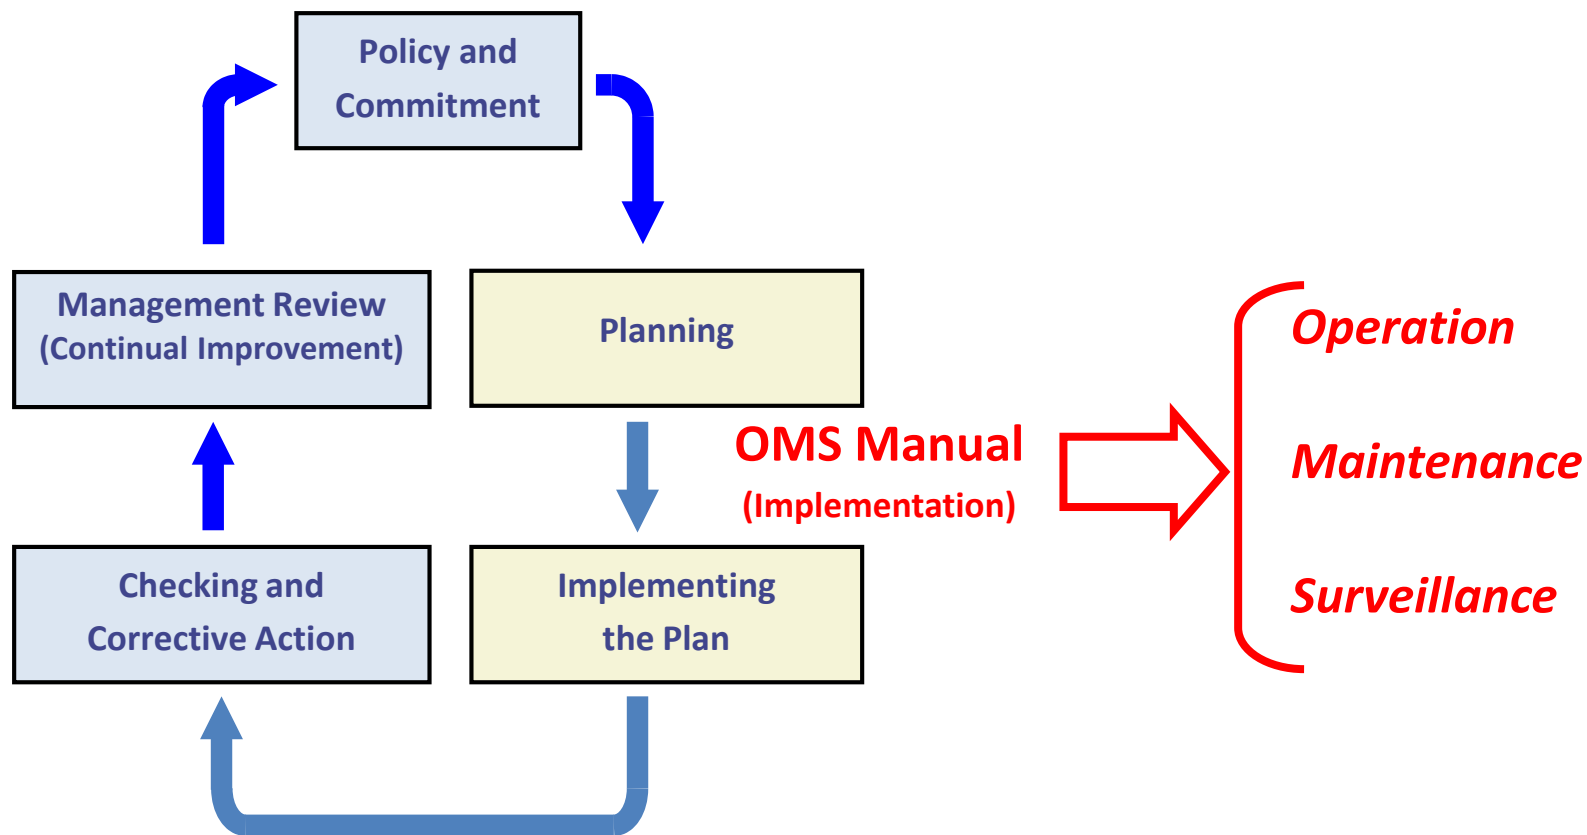 Policy and
Commitment
Management Review
(Continual Improvement)
Planning
OMS Manual
(Implementation)
Checking and
Corrective Action
Implementing
the Plan
Operation
Maintenance
Surveillance